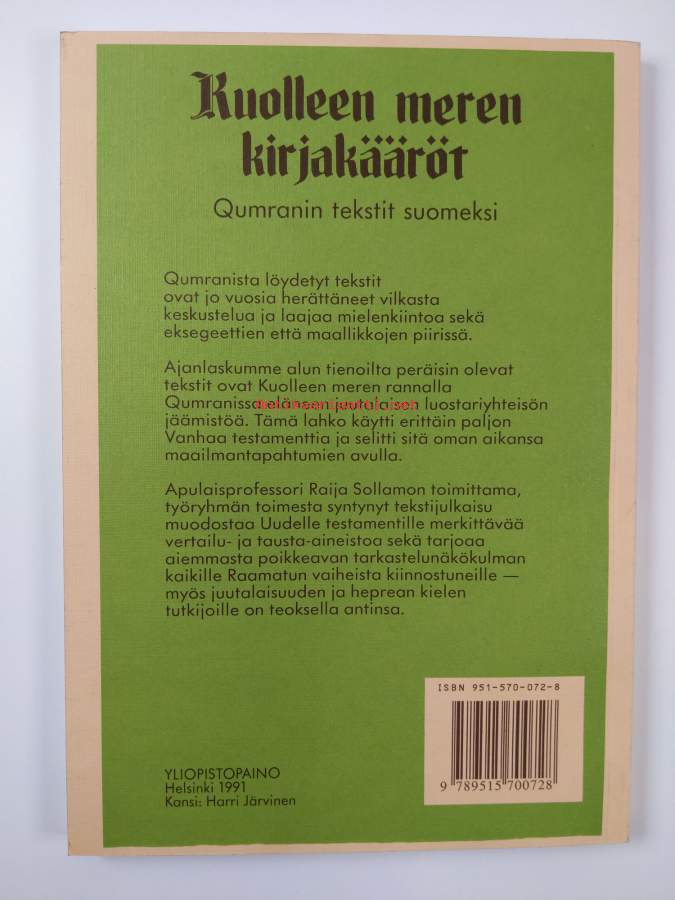 Kuolleen meren
kirjakääröt
Qumranin tekstit suomeksi
Qumranista löydetyt tekstit
ovat jo vuosia herättäneet vilkasta
keskustelua ja laajaa mielenkiintoa sekä
eksegeettien että maallikkojen piirissä.
Ajanlaskumme alun tienoilta peräisin olevat
tekstit ovat Kuolleen meren rannalla
Qumranissa eläneen juutalaisen luostariyhteisön
jäämistöä. Tämä lahko käytti erittäin paljon
Vanhaa testamenttia ja selitti sitä oman aikansa
maailmantapahtumien avulla.
Apulaisprofessori Raija Sollamon toimittama,
työryhmän toimesta syntynyt tekstijulkaisu
muodostaa Uudelle testamentille merkittävää
vertailu- ja tausta-aineistoa sekä tarjoaa
aiemmasta poikkeavan tarkastelunäkökulman
kaikille Raamatun vaiheista kiinnostuneille —
myös juutalaisuuden ja heprean kielen
tutkijoille on teoksella antinsa.
ISBN 951-570-072-8
9 789515 700728
YLIOPISTOPAINO
Helsinki 1991
Kansi: Harri Järvinen